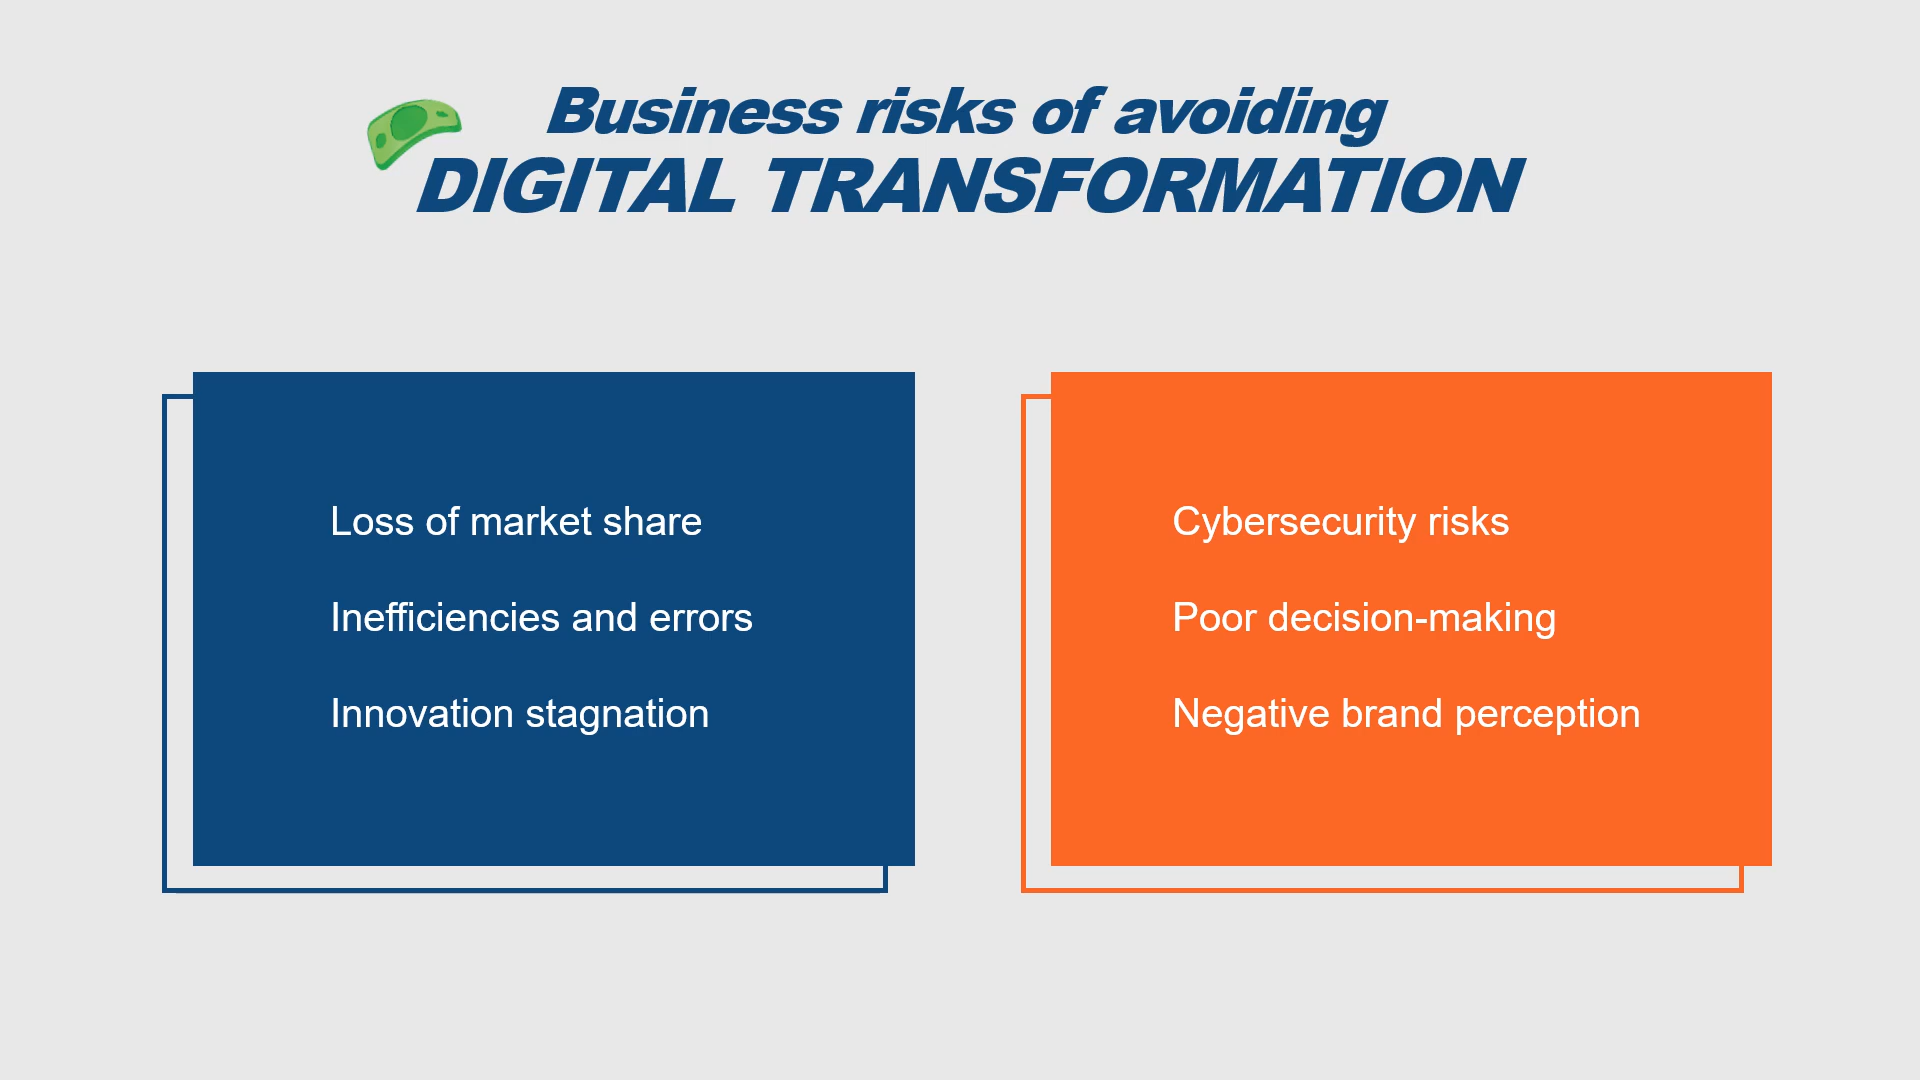 Business risks of avoiding
DIGITAL TRANSFORMATION
Loss of market share
Inefficiencies and errors
Innovation stagnation
Cybersecurity risks
Poor decision-making
Negative brand perception